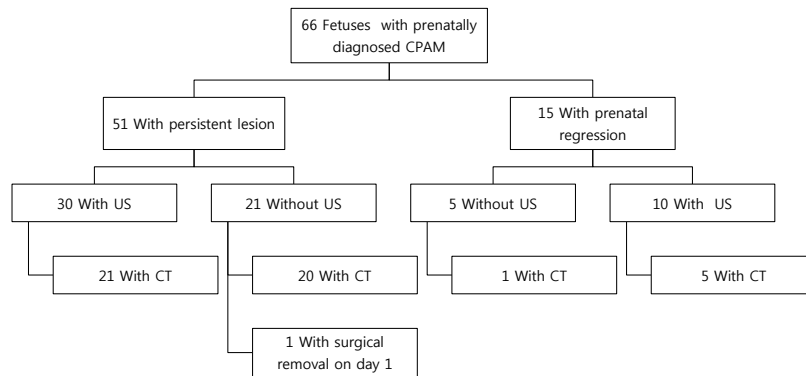 66 Fetuses with prenatally
diagnosed CPAM
51 With persistent lesion
15 With prenatal
regression
30 With US
21 Without US
5 Without US
10 With US
21 With CT
20 With CT
1 With CT
5 With CT
1 With surgical
removal on day 1